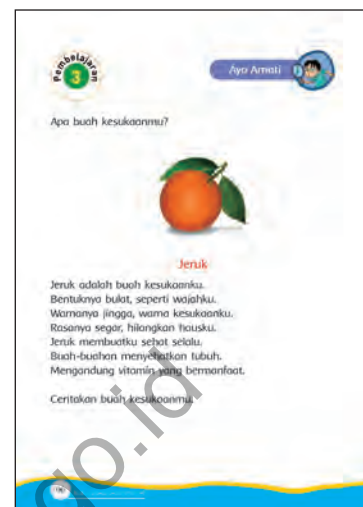 Pembelajaran
3
Ayo Amati
Apa buah kesukaanmu?
Jeruk
Jeruk adalah buah kesukaanku.
Bentuknya bulat, seperti wajahku.
Warnanya jingga, warna kesukaanku.
Rasanya segar, hilangkan hausku.
Jeruk membuatku sehat selalu.
Buah-buahan menyehatkan tubuh.
Mengandung vitamin yang bermanfaat.
Ceritakan buah kesukaanmu.
go.id